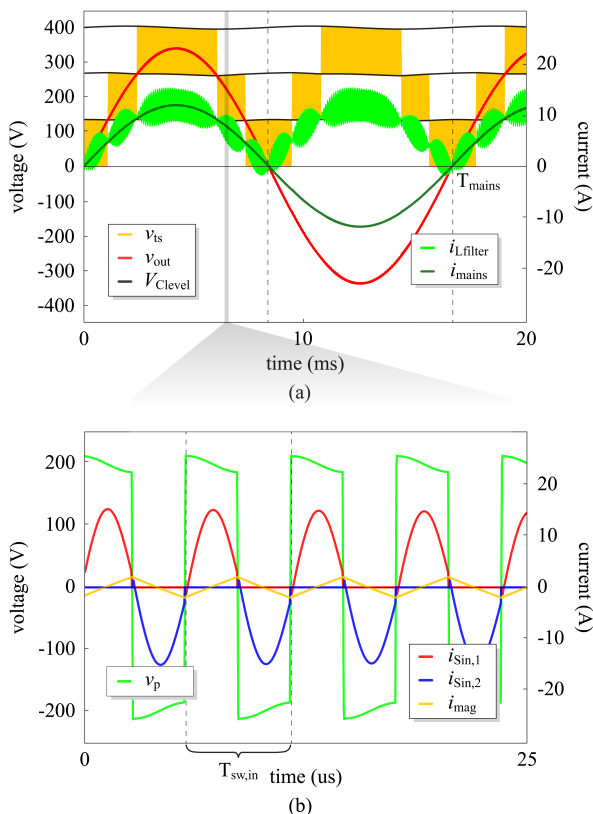 400
300
200
100
0
-100
-200
-300
-400
voltage (V)
20
10
0
-10
-20
current (A)
T_mains
v_ts
v_out
V_Clevel
i_Lfilter
i_mains
0
10
20
time (ms)
(a)
200
100
0
-100
-200
voltage (V)
20
10
0
-10
-20
current (A)
v_p
i_Sin,1
i_Sin,2
i_mag
0
T_sw,in
time (us)
25
(b)